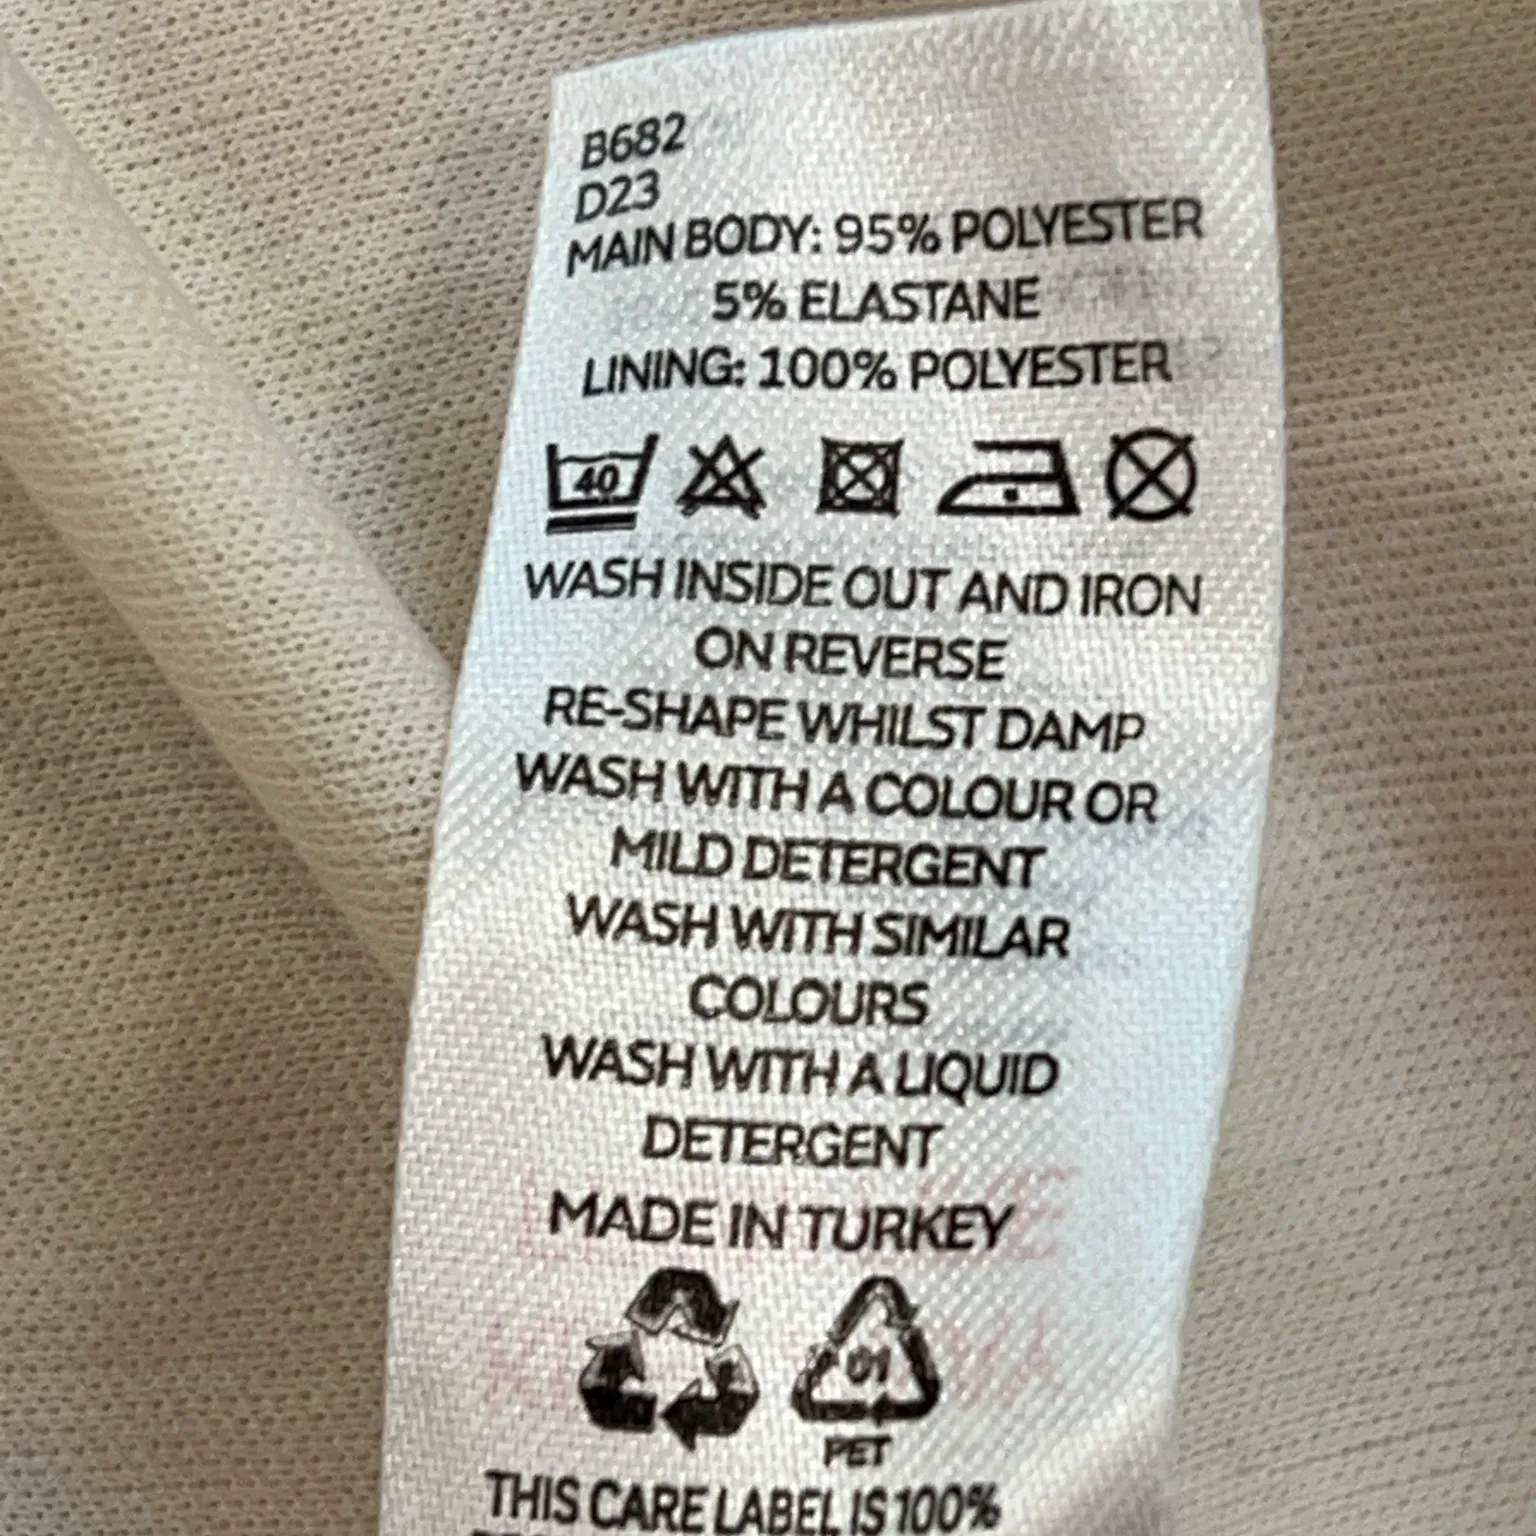 B682
D23
MAIN BODY: 95% POLYESTER
5% ELASTANE
LINING: 100% POLYESTER
40
WASH INSIDE OUT AND IRON
ON REVERSE
RE-SHAPE WHILST DAMP
WASH WITH A COLOUR OR
MILD DETERGENT
WASH WITH SIMILAR
COLOURS
WASH WITH A LIQUID
DETERGENT
MADE IN TURKEY
01
PET
THIS CARE LABEL IS 100%